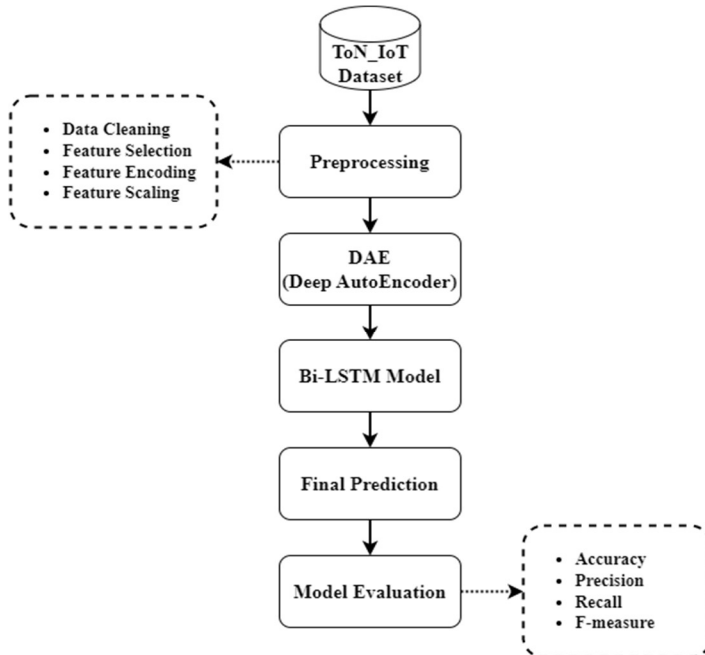 ToN_IoT
Dataset
• Data Cleaning
• Feature Selection
• Feature Encoding
• Feature Scaling
Preprocessing
DAE
(Deep AutoEncoder)
Bi-LSTM Model
Final Prediction
Model Evaluation
• Accuracy
• Precision
• Recall
• F-measure